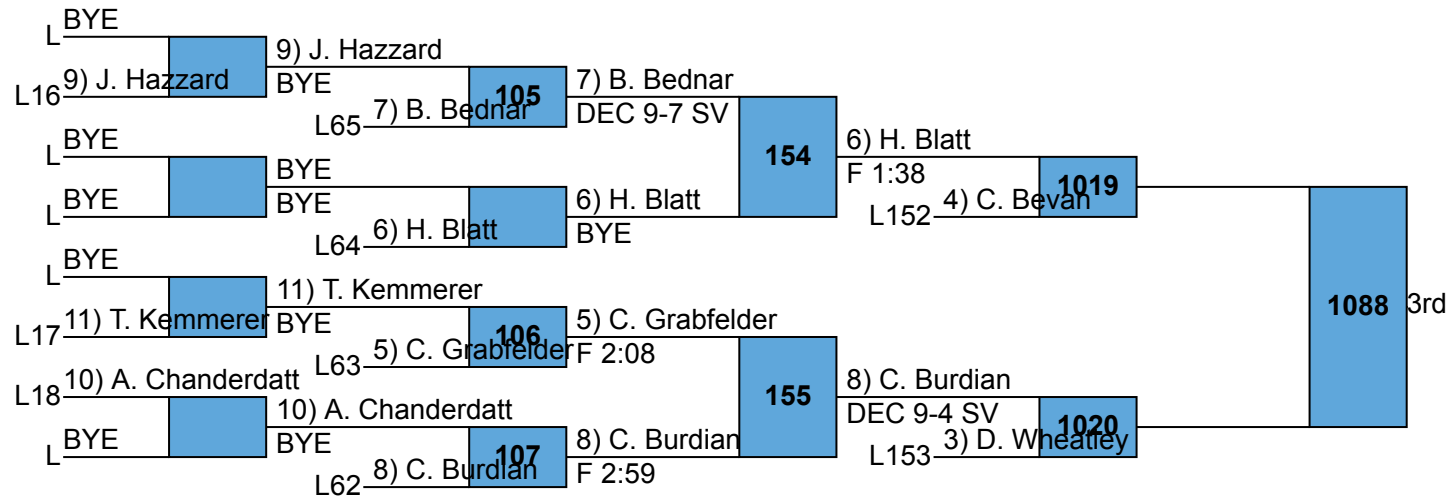 BYE
L
9) J. Hazzard
L16
9) J. Hazzard
BYE
7) B. Bednar
L65
105
7) B. Bednar
DEC 9-7 SV
BYE
L
BYE
L
BYE
BYE
6) H. Blatt
L64
6) H. Blatt
BYE
154
6) H. Blatt
F 1:38
4) C. Bevan
L152
1019
BYE
L
11) T. Kemmerer
L17
11) T. Kemmerer
BYE
5) C. Grabfelder
L63
106
5) C. Grabfelder
F 2:08
10) A. Chanderdatt
L18
BYE
L
10) A. Chanderdatt
BYE
8) C. Burdian
L62
107
8) C. Burdian
F 2:59
155
8) C. Burdian
DEC 9-4 SV
3) D. Wheatley
L153
1020
1088
3rd